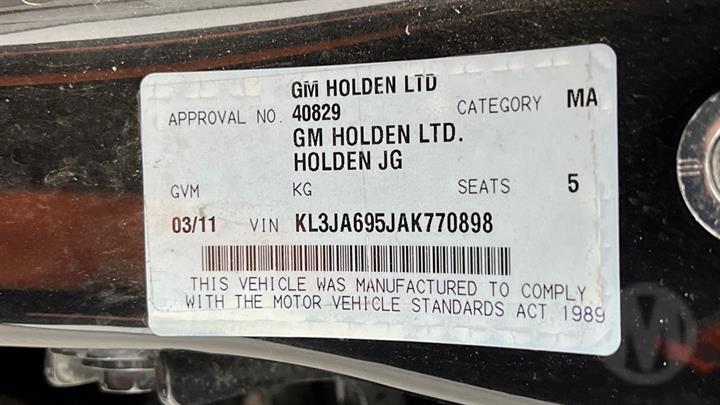 GM HOLDEN LTD
APPROVAL NO. 40829 CATEGORY MA
GM HOLDEN LTD.
HOLDEN JG
GVM KG SEATS 5
03/11 VIN KL3JA695JAK770898
THIS VEHICLE WAS MANUFACTURED TO COMPLY
WITH THE MOTOR VEHICLE STANDARDS ACT 1989
M